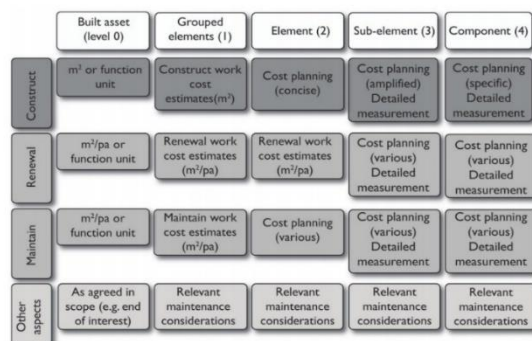 Built asset (level 0)
Grouped elements (1)
Element (2)
Sub-element (3)
Component (4)
Construct
m² or function unit
Construct work cost estimates(m²)
Cost planning (concise)
Cost planning (amplified) Detailed measurement
Cost planning (specific) Detailed measurement
Renewal
m²/pa or function unit
Renewal work cost estimates (m²/pa)
Renewal work cost estimates (m²/pa)
Cost planning (various) Detailed measurement
Cost planning (various) Detailed measurement
Maintain
m²/pa or function unit
Maintain work cost estimates (m²/pa)
Cost planning (various)
Cost planning (various) Detailed measurement
Cost planning (various) Detailed measurement
Other aspects
As agreed in scope (e.g. end of interest)
Relevant maintenance considerations
Relevant maintenance considerations
Relevant maintenance considerations
Relevant maintenance considerations